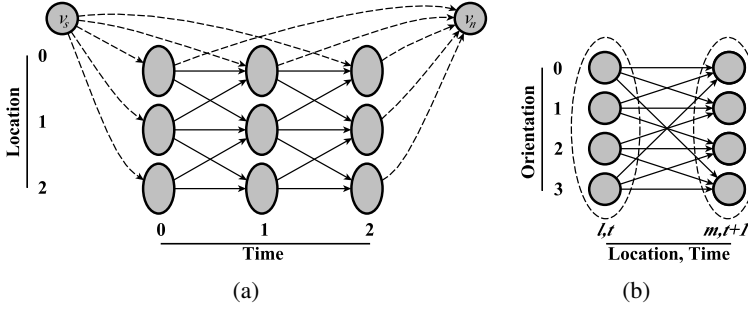 v_s
v_n
Location
0
1
2
0
1
2
Time
(a)
Orientation
0
1
2
3
l,t
m,t+1
Location, Time
(b)